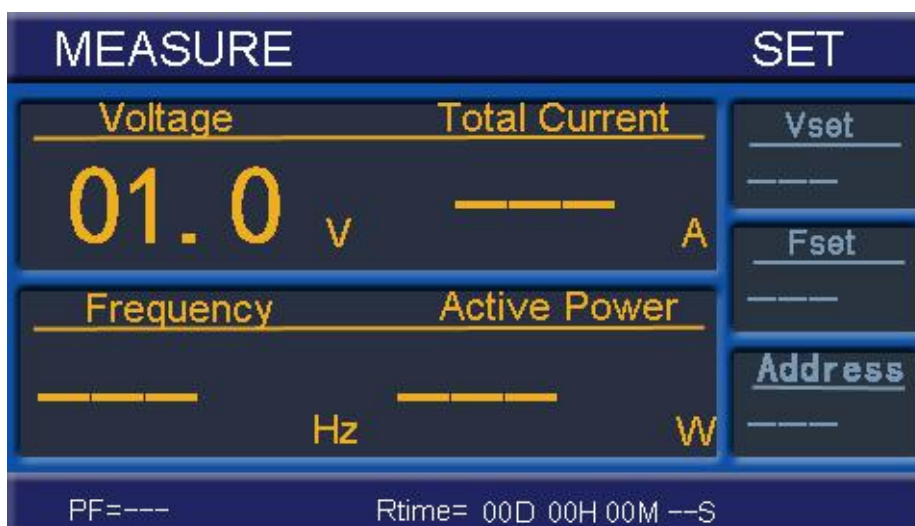 MEASURE SET
Voltage Total Current Vset
01.0 V ——— A ———
Fset
Frequency Active Power ———
——— Hz ——— W
Address
———
PF=--- Rtime= 00D 00H 00M --S